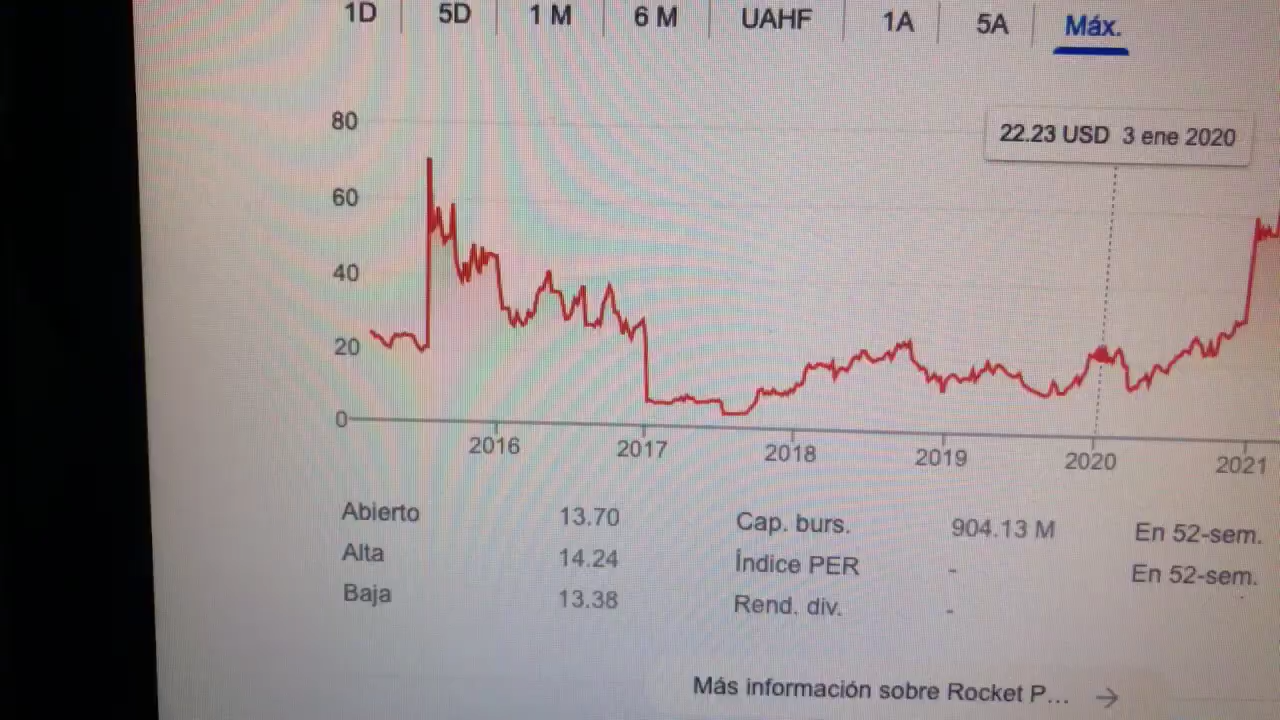 1D 5D 1 M 6 M UAHF 1A 5A Máx.
22.23 USD 3 ene 2020
80
60
40
20
0
2016 2017 2018 2019 2020 2021
Abierto 13.70 Cap. burs. 904.13 M En 52-sem.
Alta 14.24 Índice PER - En 52-sem.
Baja 13.38 Rend. div. -
Más información sobre Rocket P... →